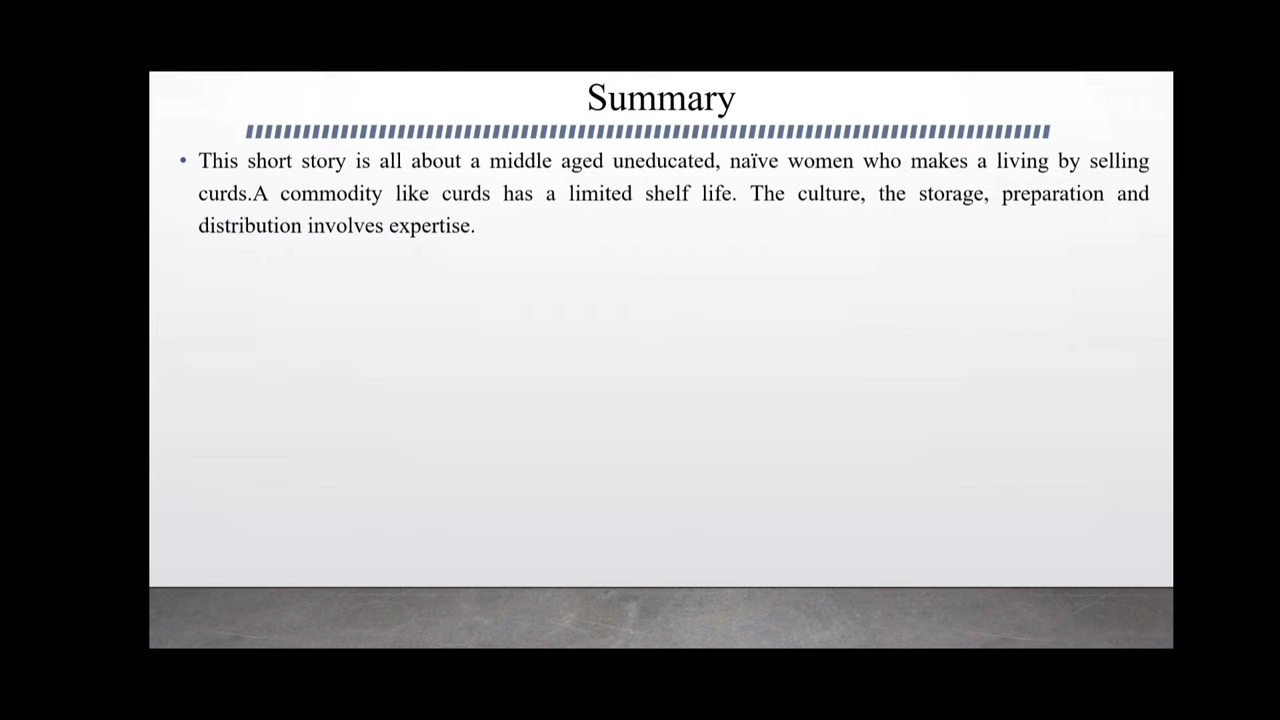 Summary
• This short story is all about a middle aged uneducated, naïve women who makes a living by selling
curds.A commodity like curds has a limited shelf life. The culture, the storage, preparation and
distribution involves expertise.